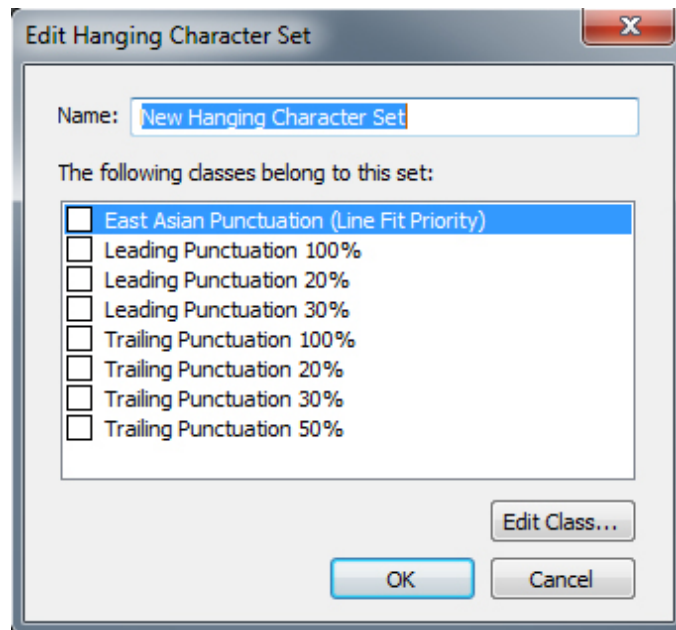 Edit Hanging Character Set
Name: New Hanging Character Set
The following classes belong to this set:
East Asian Punctuation (Line Fit Priority)
Leading Punctuation 100%
Leading Punctuation 20%
Leading Punctuation 30%
Trailing Punctuation 100%
Trailing Punctuation 20%
Trailing Punctuation 30%
Trailing Punctuation 50%
Edit Class...
OK Cancel